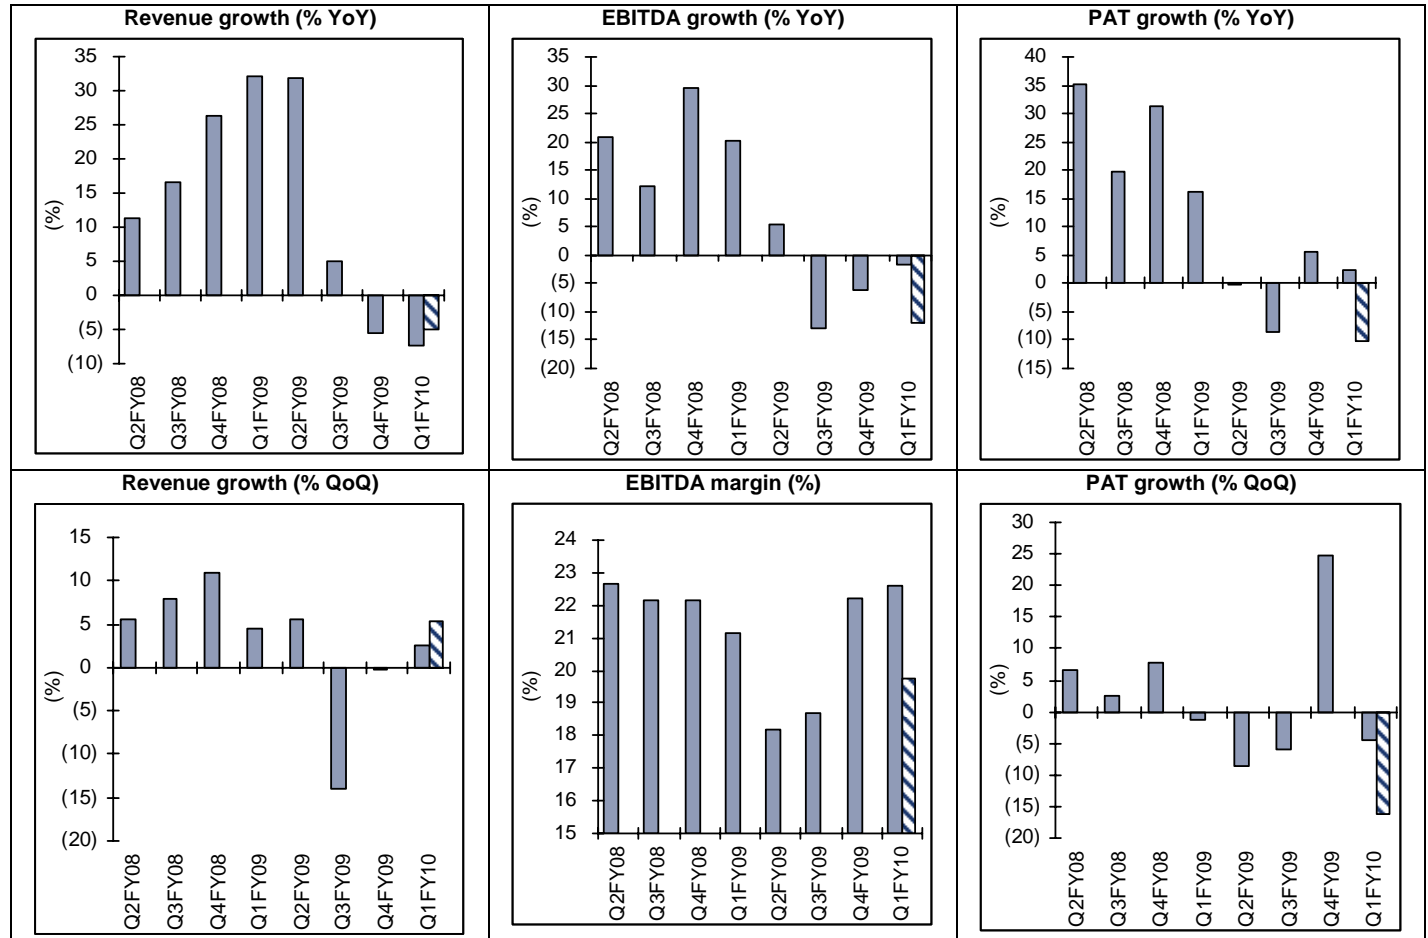 Revenue growth (% YoY)
35
30
25
20
15
10
5
0
(5)
(10)
(%)
Q2FY08
Q3FY08
Q4FY08
Q1FY09
Q2FY09
Q3FY09
Q4FY09
Q1FY10
EBITDA growth (% YoY)
35
30
25
20
15
10
5
0
(5)
(10)
(15)
(20)
(%)
Q2FY08
Q3FY08
Q4FY08
Q1FY09
Q2FY09
Q3FY09
Q4FY09
Q1FY10
PAT growth (% YoY)
40
35
30
25
20
15
10
5
0
(5)
(10)
(15)
(%)
Q2FY08
Q3FY08
Q4FY08
Q1FY09
Q2FY09
Q3FY09
Q4FY09
Q1FY10
Revenue growth (% QoQ)
15
10
5
0
(5)
(10)
(15)
(20)
(%)
Q2FY08
Q3FY08
Q4FY08
Q1FY09
Q2FY09
Q3FY09
Q4FY09
Q1FY10
EBITDA margin (%)
24
23
22
21
20
19
18
17
16
15
(%)
Q2FY08
Q3FY08
Q4FY08
Q1FY09
Q2FY09
Q3FY09
Q4FY09
Q1FY10
PAT growth (% QoQ)
30
25
20
15
10
5
0
(5)
(10)
(15)
(20)
(%)
Q2FY08
Q3FY08
Q4FY08
Q1FY09
Q2FY09
Q3FY09
Q4FY09
Q1FY10